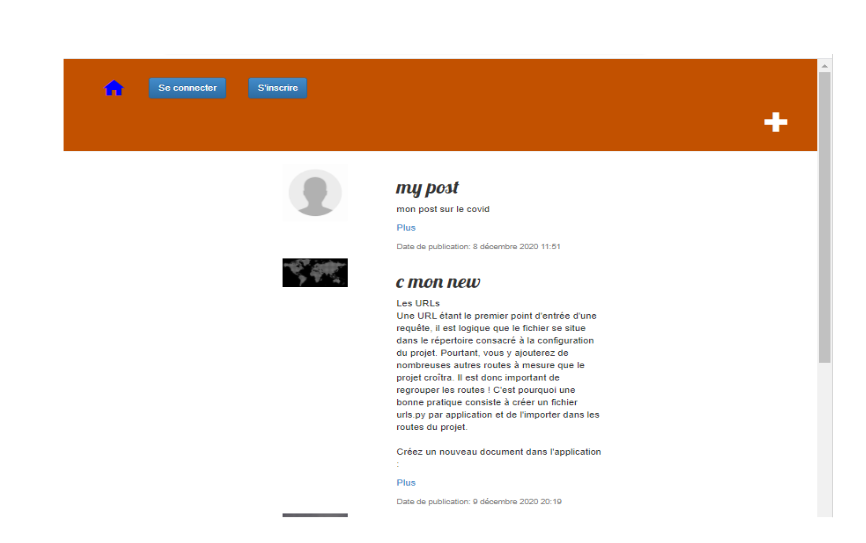 Se connecter
S'inscrire
my post
mon post sur le covid
Plus
Date de publication: 8 décembre 2020 11:51
c mon new
Les URLs
Une URL étant le premier point d'entrée d'une
requête, il est logique que le fichier se situe
dans le répertoire consacré à la configuration
du projet. Pourtant, vous y ajouterez de
nombreuses autres routes à mesure que le
projet croîtra. Il est donc important de
regrouper les routes ! C'est pourquoi une
bonne pratique consiste à créer un fichier
urls.py par application et de l'importer dans les
routes du projet.
Créez un nouveau document dans l'application
:
Plus
Date de publication: 9 décembre 2020 20:19